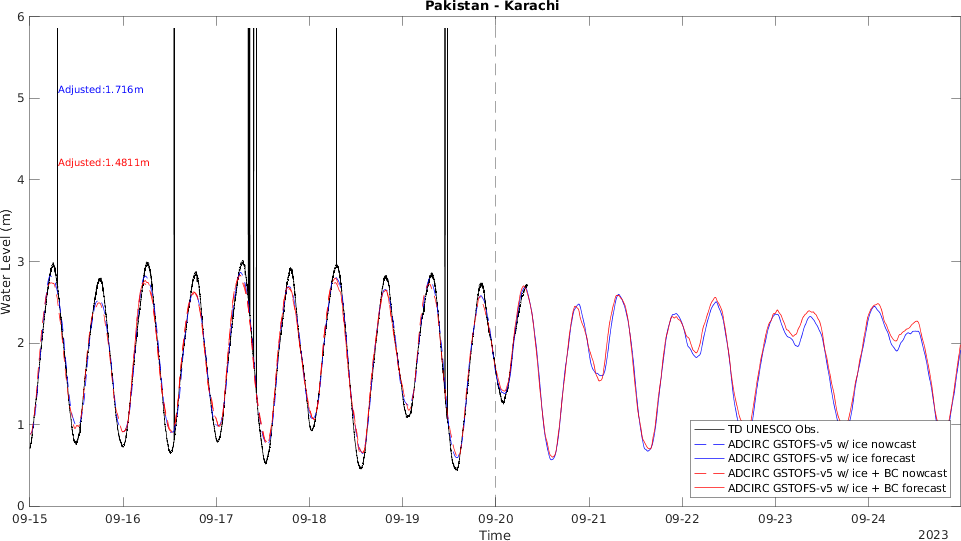 Pakistan - Karachi
6
5
4
3
2
1
0
Water Level (m)
Adjusted:1.716m
Adjusted:1.4811m
TD UNESCO Obs.
ADCIRC GSTOFS-v5 w/ ice nowcast
ADCIRC GSTOFS-v5 w/ ice forecast
ADCIRC GSTOFS-v5 w/ ice + BC nowcast
ADCIRC GSTOFS-v5 w/ ice + BC forecast
09-15 09-16 09-17 09-18 09-19 09-20 09-21 09-22 09-23 09-24
Time
2023